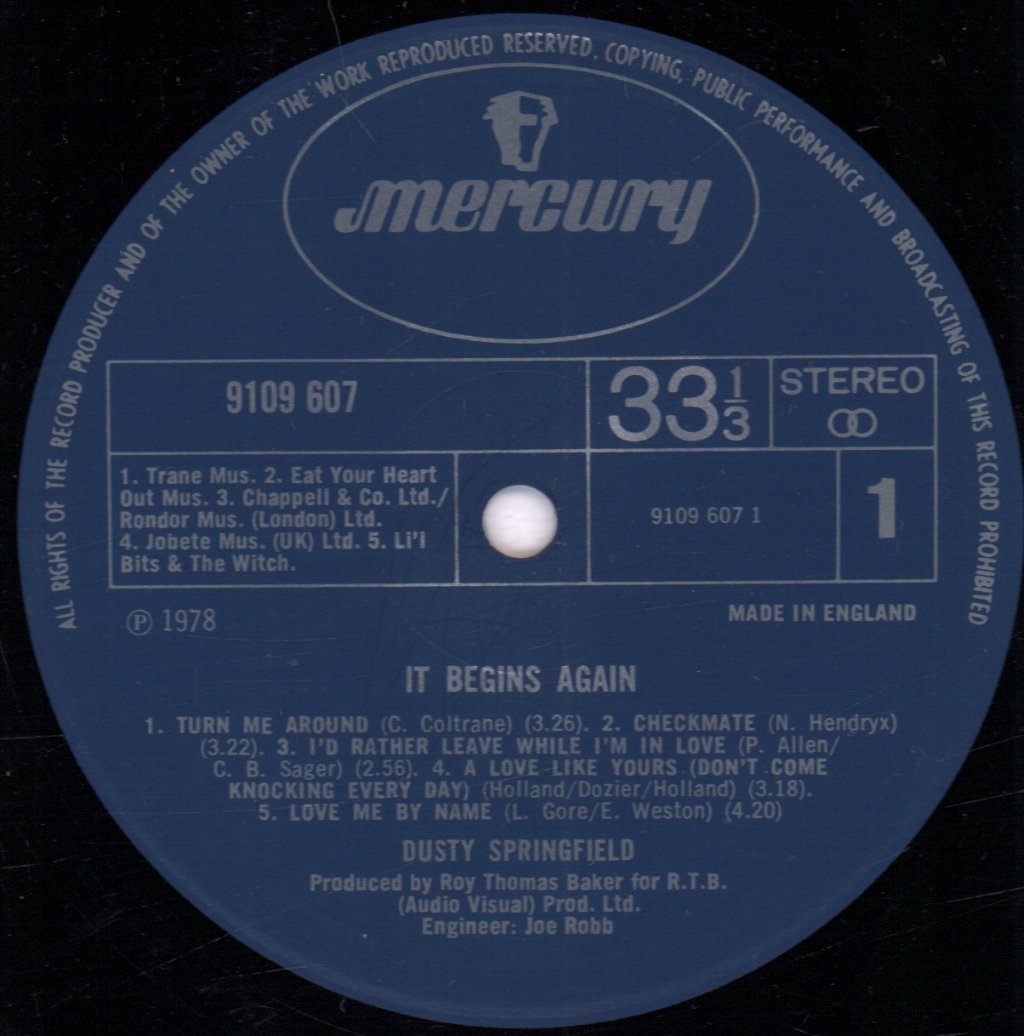 ALL RIGHTS OF THE RECORD PRODUCER AND OF THE OWNER OF THE WORK REPRODUCED RESERVED. COPYING, PUBLIC PERFORMANCE AND BROADCASTING OF THIS RECORD PROHIBITED
mercury
9109 607
33 1/3
STEREO
1. Trane Mus. 2. Eat Your Heart
Out Mus. 3. Chappell & Co. Ltd./
Rondor Mus. (London) Ltd.
4. Jobete Mus. (UK) Ltd. 5. Li'l
Bits & The Witch.
9109 607 1
1
Ⓟ 1978
MADE IN ENGLAND
IT BEGINS AGAIN
1. TURN ME AROUND (C. Coltrane) (3.26). 2. CHECKMATE (N. Hendryx)
(3.22). 3. I'D RATHER LEAVE WHILE I'M IN LOVE (P. Allen/
C. B. Sager) (2.56). 4. A LOVE LIKE YOURS (DON'T COME
KNOCKING EVERY DAY) (Holland/Dozier/Holland) (3.18).
5. LOVE ME BY NAME (L. Gore/E. Weston) (4.20)
DUSTY SPRINGFIELD
Produced by Roy Thomas Baker for R.T.B.
(Audio Visual) Prod. Ltd.
Engineer: Joe Robb